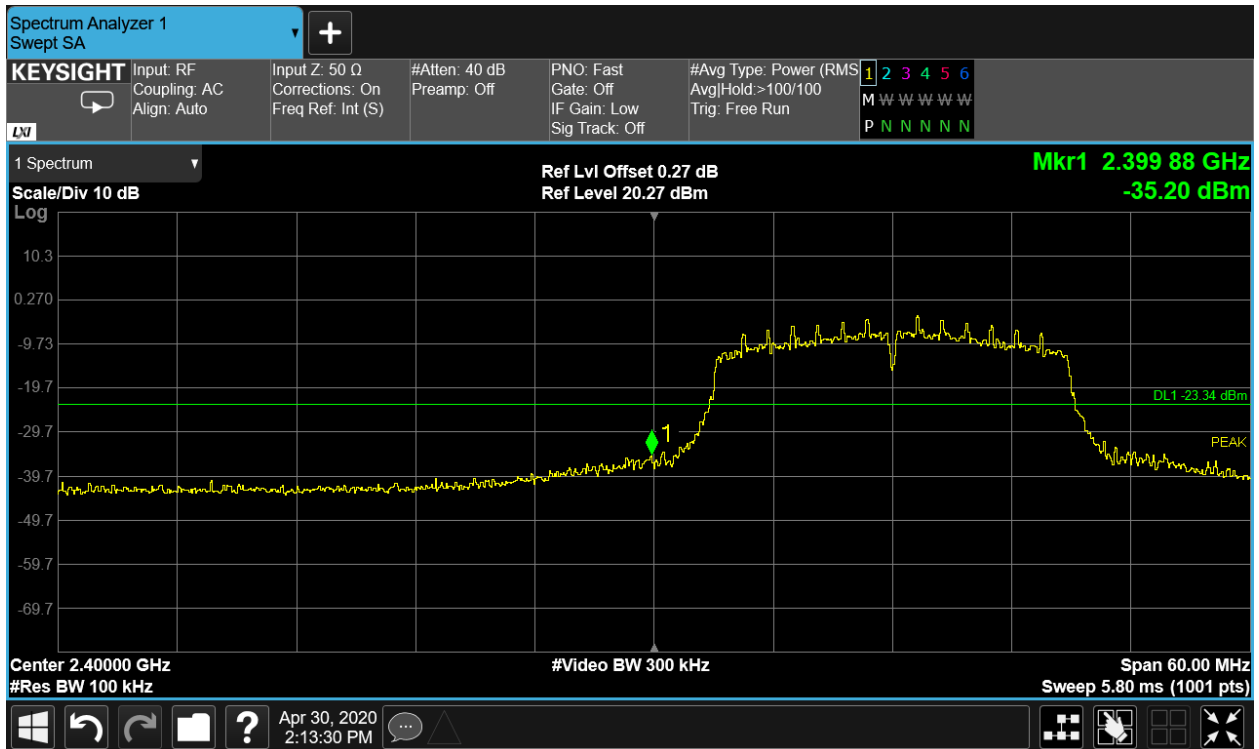 Spectrum Analyzer 1
Swept SA
+
KEYSIGHT
LXI
Input: RF
Coupling: AC
Align: Auto
Input Z: 50 Ω
Corrections: On
Freq Ref: Int (S)
#Atten: 40 dB
Preamp: Off
PNO: Fast
Gate: Off
IF Gain: Low
Sig Track: Off
#Avg Type: Power (RMS
Avg|Hold:>100/100
Trig: Free Run
1 2 3 4 5 6
M W W W W W
P N N N N N
1 Spectrum
Scale/Div 10 dB
Log
Ref Lvl Offset 0.27 dB
Ref Level 20.27 dBm
Mkr1 2.399 88 GHz
-35.20 dBm
10.3
0.270
-9.73
-19.7
DL1 -23.34 dBm
-29.7
1
PEAK
-39.7
-49.7
-59.7
-69.7
Center 2.40000 GHz
#Res BW 100 kHz
#Video BW 300 kHz
Span 60.00 MHz
Sweep 5.80 ms (1001 pts)
?
Apr 30, 2020
2:13:30 PM